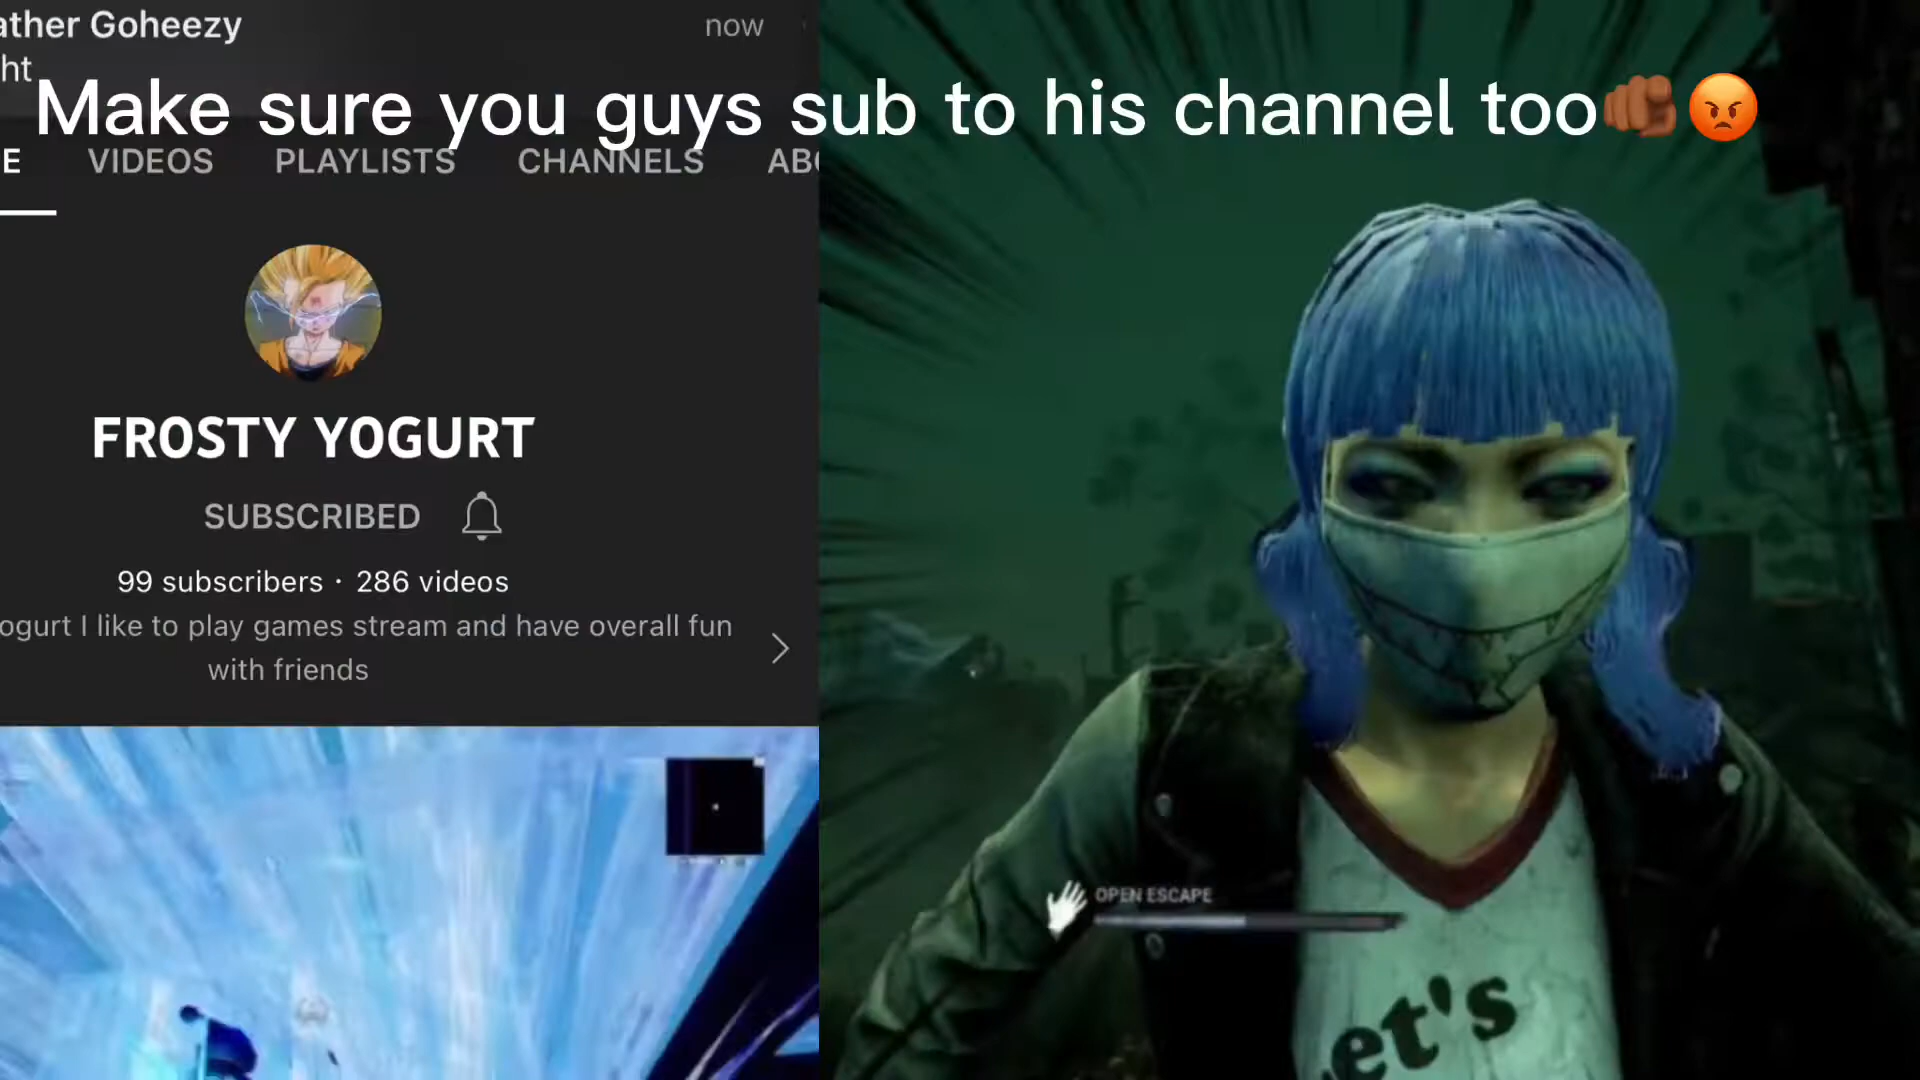 ather Goheezy now
ht
Make sure you guys sub to his channel too🫵🏾😡
E VIDEOS PLAYLISTS CHANNELS ABO
FROSTY YOGURT
SUBSCRIBED
99 subscribers · 286 videos
ogurt I like to play games stream and have overall fun
with friends
OPEN ESCAPE
et's